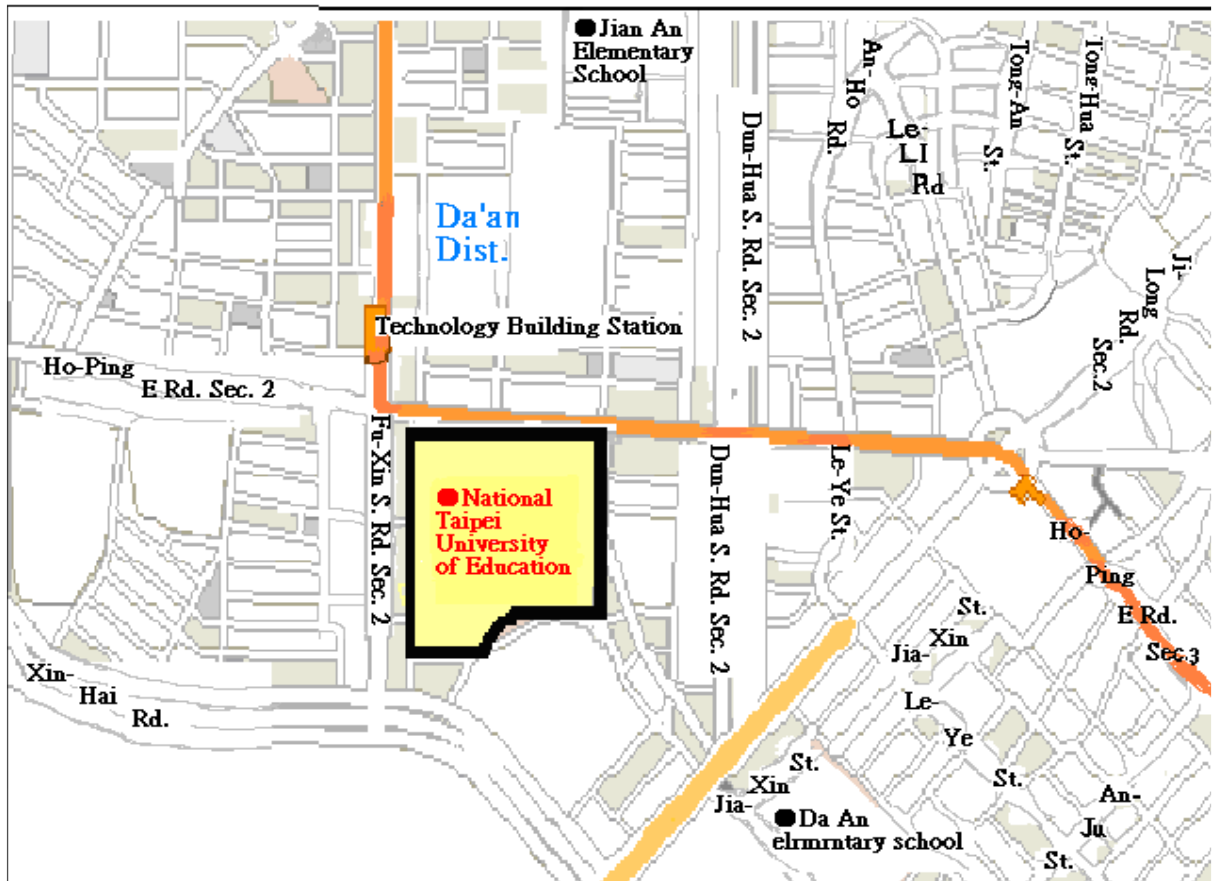 Jian An
Elementary
School
An-Ho
Rd.
Le-
LI
Rd
Tong-An
St.
Tong-Hua
St.
Dun-Hua S. Rd. Sec. 2
Da'an
Dist.
Ji-
Long
Rd.
Sec.2
Technology Building Station
Ho-Ping
E Rd. Sec. 2
Fu-Xin S. Rd. Sec. 2
National
Taipei
University
of Education
Dun-Hua S. Rd. Sec. 2
Le-Ye St.
Ho-
Ping
E Rd.
Sec.3
Jia-
Xin
St.
Xin-
Hai
Rd.
Le-
Ye
St.
Jia-
Xin
St.
An-
Ju
St.
Da An
elrmrntary school